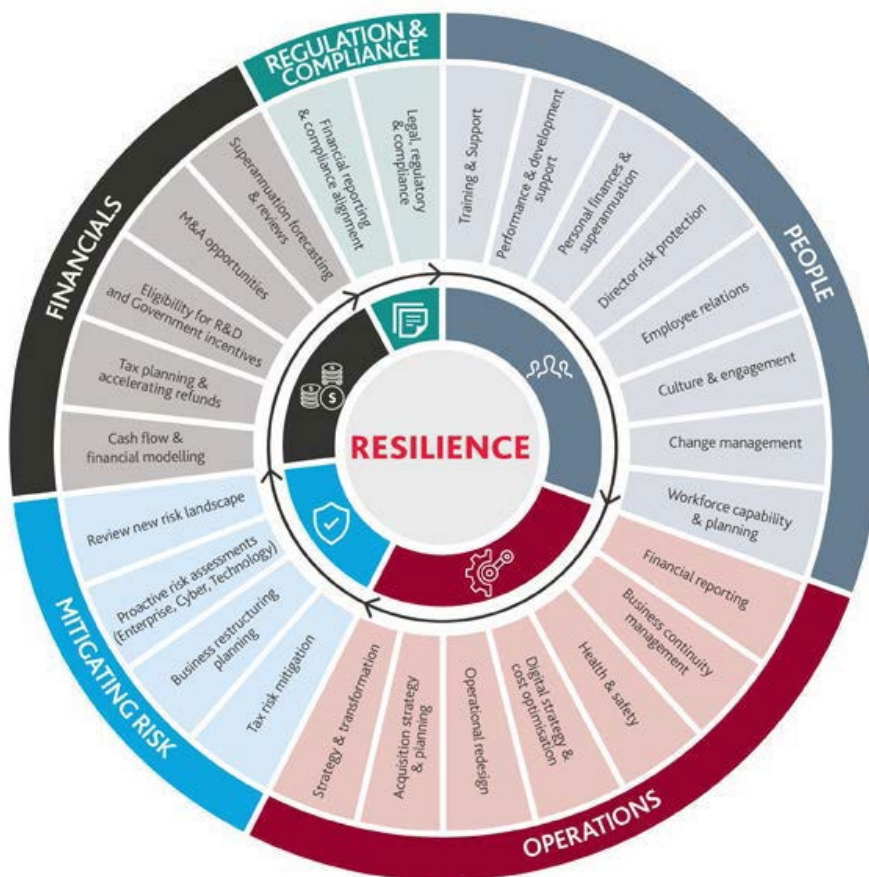 REGULATION
& COMPLIANCE
Financial reporting
& compliance alignment
Legal, regulatory
& compliance
PEOPLE
Training & Support
Performance & development
support
Personal finances &
superannuation
Director risk protection
Employee relations
Culture & engagement
Change management
Workforce capability
& planning
OPERATIONS
Financial reporting
Business continuity
management
Health & safety
Digital strategy &
cost optimisation
Operational redesign
Acquisition strategy
& planning
Strategy & transformation
MITIGATING RISK
Tax risk mitigation
Business restructuring
planning
Proactive risk assessments
(Enterprise, Cyber, Technology)
Review new risk landscape
FINANCIALS
Cash flow &
financial modelling
Tax planning &
accelerating refunds
Eligibility for R&D
and Government incentives
M&A opportunities
Superannuation forecasting
& reviews
$
RESILIENCE